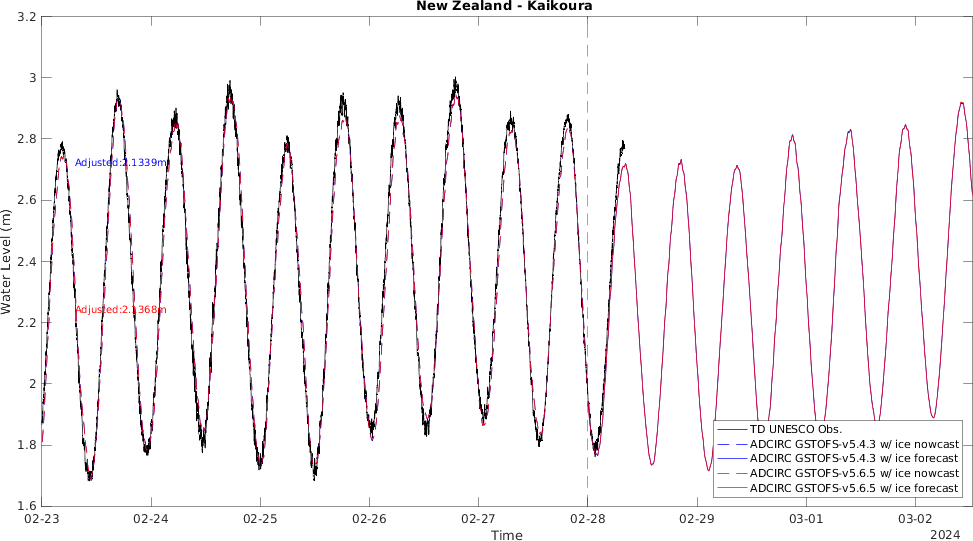 New Zealand - Kaikoura
3.2
3
2.8
2.6
2.4
2.2
2
1.8
1.6
Water Level (m)
Adjusted:2.1339m
Adjusted:2.1368m
TD UNESCO Obs.
ADCIRC GSTOFS-v5.4.3 w/ ice nowcast
ADCIRC GSTOFS-v5.4.3 w/ ice forecast
ADCIRC GSTOFS-v5.6.5 w/ ice nowcast
ADCIRC GSTOFS-v5.6.5 w/ ice forecast
02-23 02-24 02-25 02-26 02-27 02-28 02-29 03-01 03-02
Time
2024